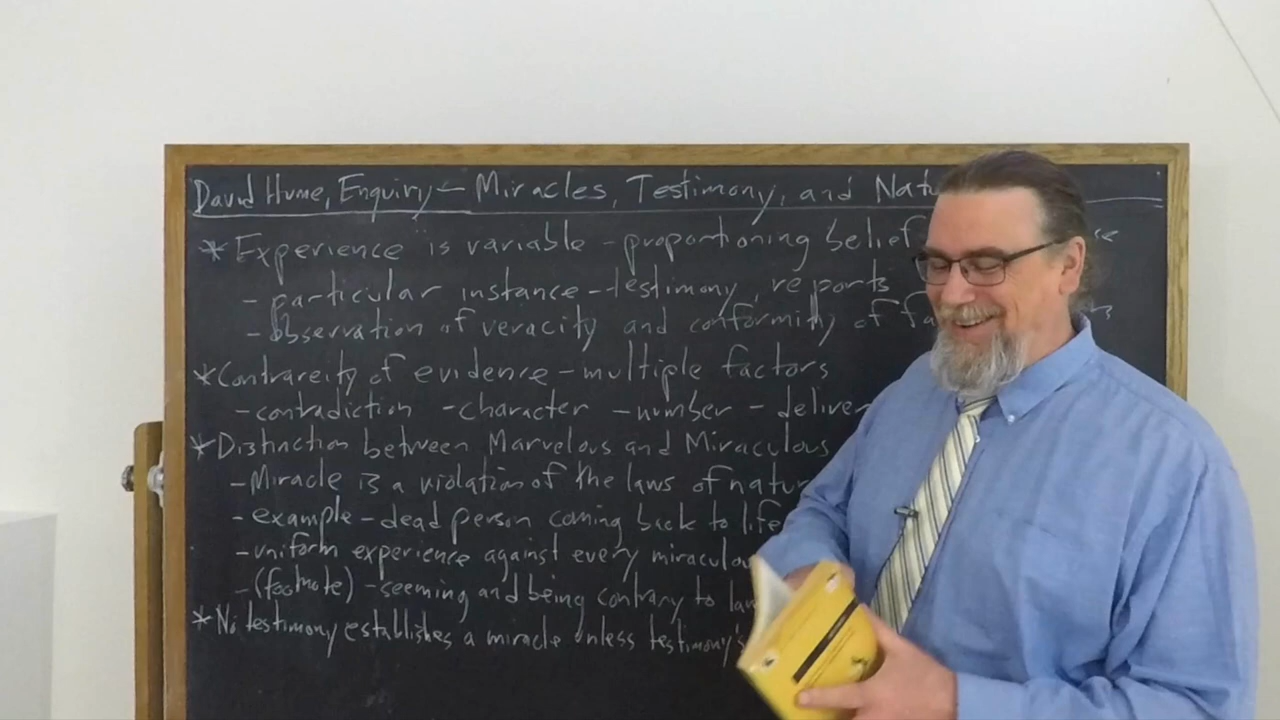 David Hume, Enquiry - Miracles, Testimony, and Natu
* Experience is variable - proportioning belief
- particular instance - testimony, reports
- observation of veracity and conformity of fa
* Contrareity of evidence - multiple factors
- contradiction - character - number - deliver
* Distinction between Marvelous and Miraculous
- Miracle is a violation of the laws of natur
- example - dead person coming back to life
- uniform experience against every miraculou
- (footnote) - seeming and being contrary to law
* No testimony establishes a miracle unless testimony's